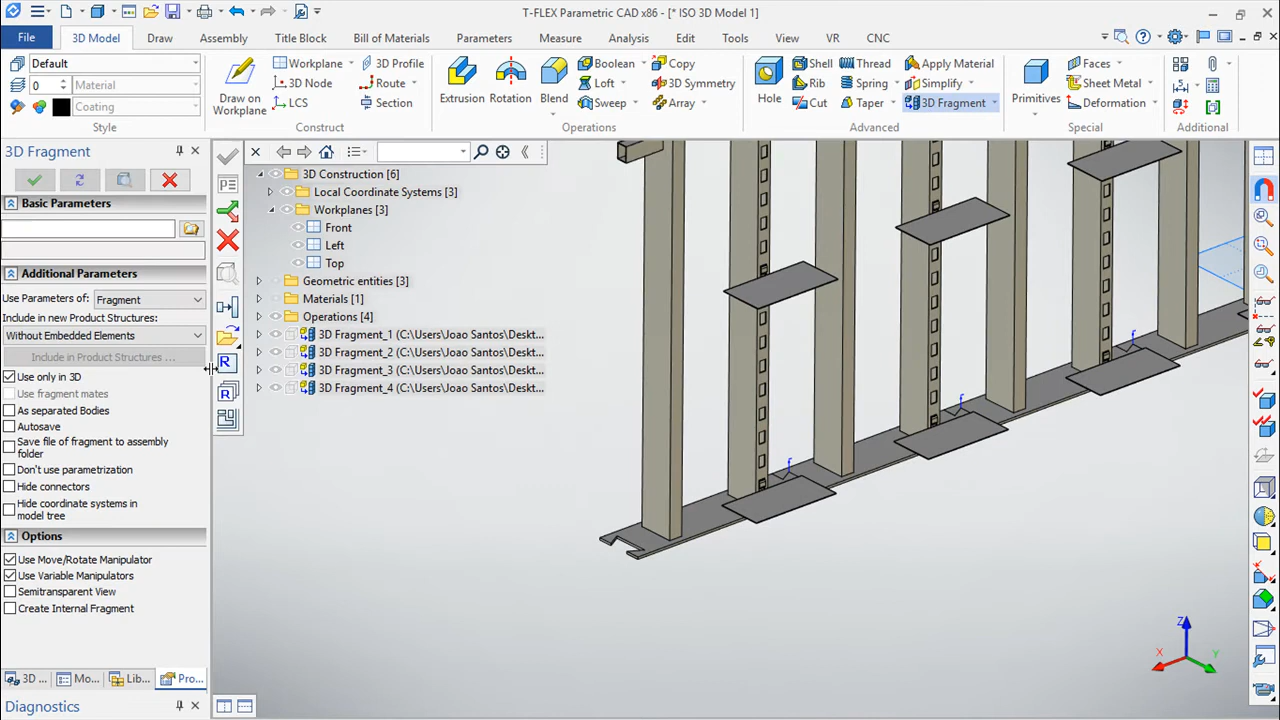 T-FLEX Parametric CAD x86 - [* ISO 3D Model 1]
File
3D Model
Draw
Assembly
Title Block
Bill of Materials
Parameters
Measure
Analysis
Edit
Tools
View
VR
CNC
Default
0
Material
Coating
Style
Draw on Workplane
Workplane
3D Node
LCS
3D Profile
Route
Section
Construct
Extrusion
Rotation
Blend
Boolean
Loft
Sweep
Copy
3D Symmetry
Array
Operations
Hole
Shell
Rib
Cut
Thread
Spring
Taper
Apply Material
Simplify
3D Fragment
Advanced
Primitives
Faces
Sheet Metal
Deformation
Special
Additional
3D Fragment
Basic Parameters
Additional Parameters
Use Parameters of:
Fragment
Include in new Product Structures:
Without Embedded Elements
Include in Product Structures ...
Use only in 3D
Use fragment mates
As separated Bodies
Autosave
Save file of fragment to assembly
folder
Don't use parametrization
Hide connectors
Hide coordinate systems in
model tree
Options
Use Move/Rotate Manipulator
Use Variable Manipulators
Semitransparent View
Create Internal Fragment
3D ...
Mo...
Lib...
Pro...
Diagnostics
3D Construction [6]
Local Coordinate Systems [3]
Workplanes [3]
Front
Left
Top
Geometric entities [3]
Materials [1]
Operations [4]
3D Fragment_1 (C:\Users\Joao Santos\Deskt...
3D Fragment_2 (C:\Users\Joao Santos\Deskt...
3D Fragment_3 (C:\Users\Joao Santos\Deskt...
3D Fragment_4 (C:\Users\Joao Santos\Deskt...
Z
X
Y